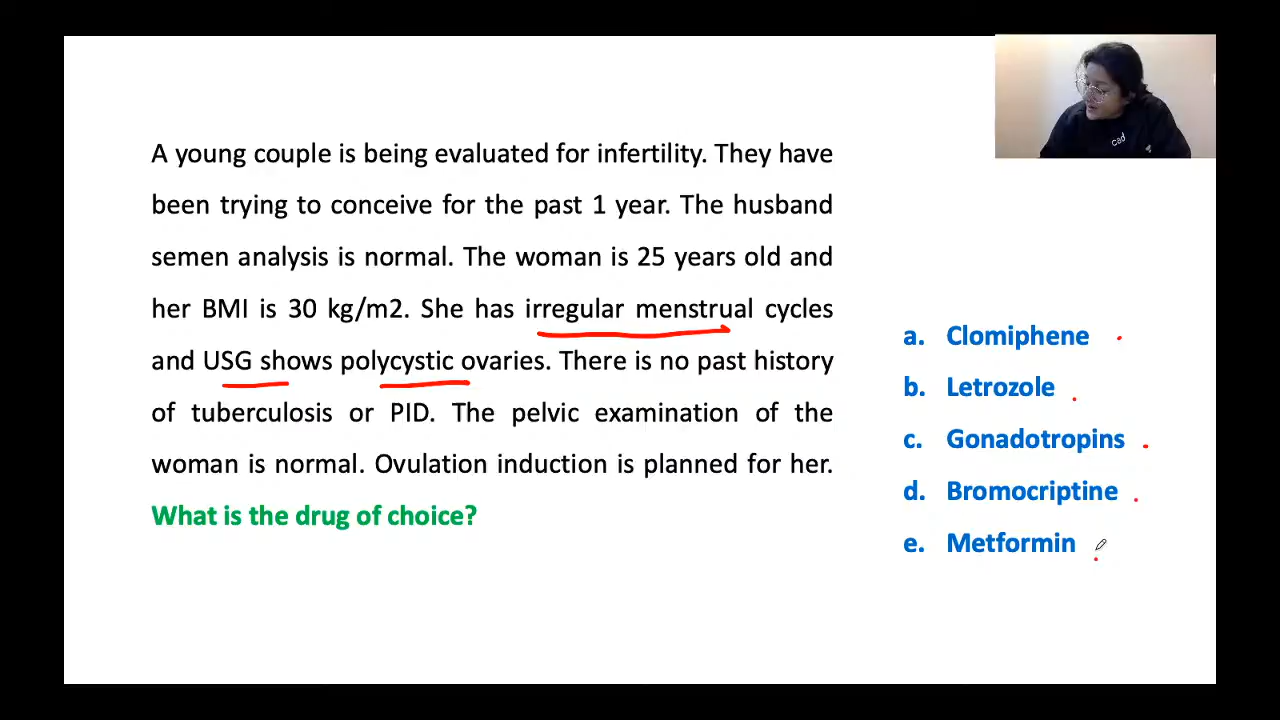 A young couple is being evaluated for infertility. They have
been trying to conceive for the past 1 year. The husband
semen analysis is normal. The woman is 25 years old and
her BMI is 30 kg/m2. She has irregular menstrual cycles
and USG shows polycystic ovaries. There is no past history
of tuberculosis or PID. The pelvic examination of the
woman is normal. Ovulation induction is planned for her.
What is the drug of choice?
a. Clomiphene
b. Letrozole
c. Gonadotropins
d. Bromocriptine
e. Metformin